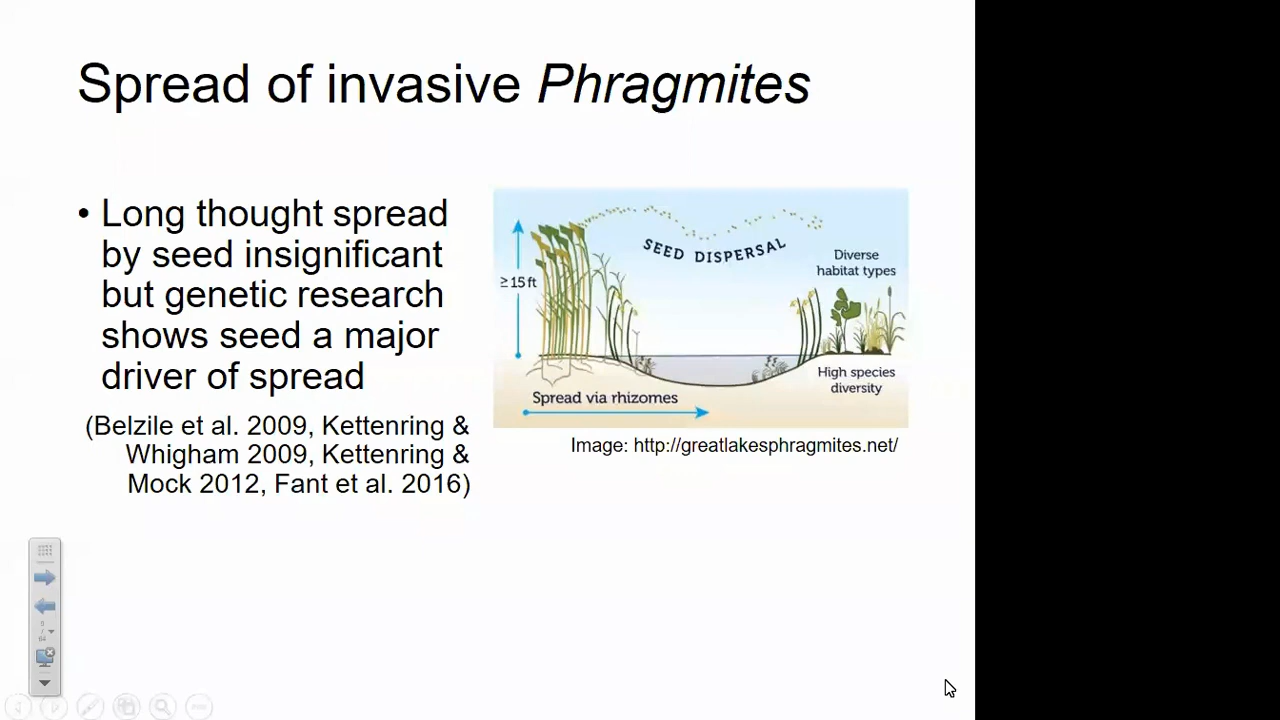 Spread of invasive Phragmites
• Long thought spread
by seed insignificant
but genetic research
shows seed a major
driver of spread
(Belzile et al. 2009, Kettenring &
Whigham 2009, Kettenring &
Mock 2012, Fant et al. 2016)
SEED DISPERSAL
≥ 15 ft
Diverse
habitat types
High species
diversity
Spread via rhizomes
Image: http://greatlakesphragmites.net/
9
/
64